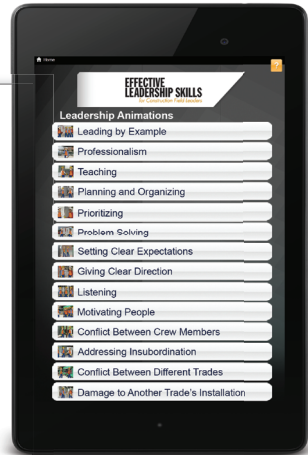 Home
?
EFFECTIVE
LEADERSHIP SKILLS
for Construction Field Leaders
Leadership Animations
Leading by Example
Professionalism
Teaching
Planning and Organizing
Prioritizing
Problem Solving
Setting Clear Expectations
Giving Clear Direction
Listening
Motivating People
Conflict Between Crew Members
Addressing Insubordination
Conflict Between Different Trades
Damage to Another Trade's Installation